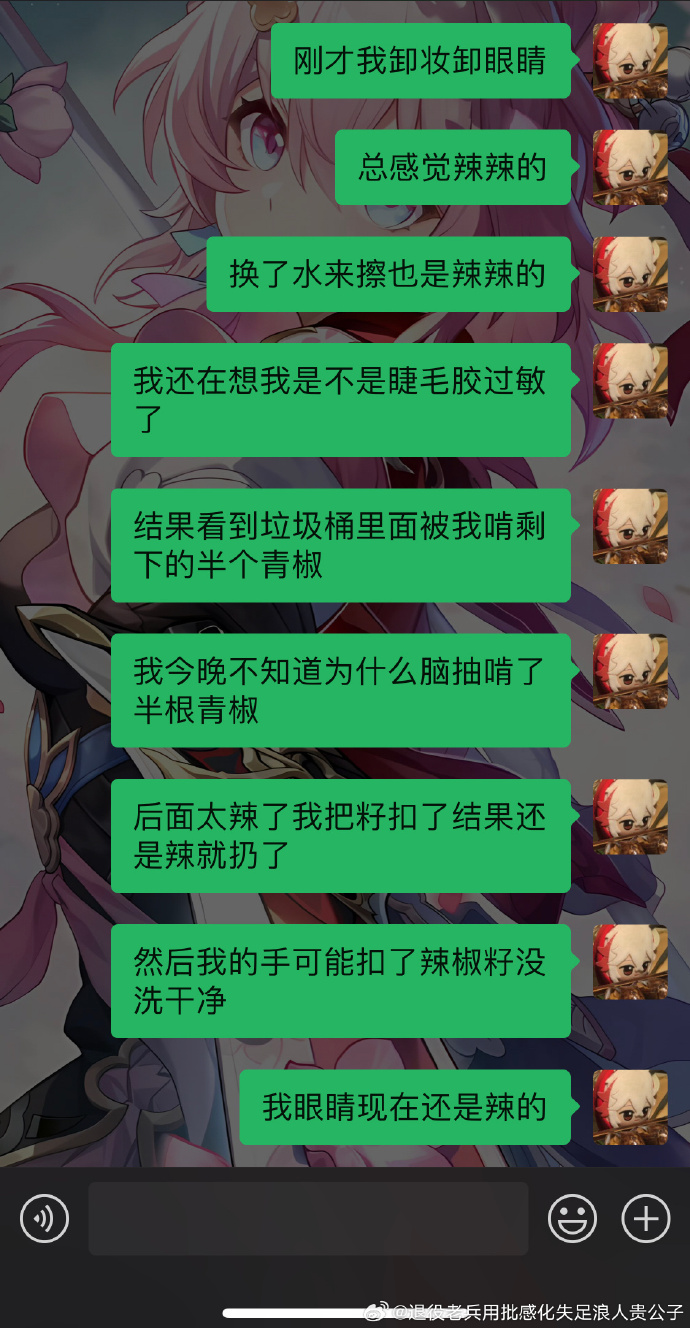 刚才我卸妆卸眼睛
总感觉辣辣的
换了水来擦也是辣辣的
我还在想我是不是睫毛胶过敏
了
结果看到垃圾桶里面被我啃剩
下的半个青椒
我今晚不知道为什么脑抽啃了
半根青椒
后面太辣了我把籽扣了结果还
是辣就扔了
然后我的手可能扣了辣椒籽没
洗干净
我眼睛现在还是辣的
@退役老兵用批感化失足浪人贵公子